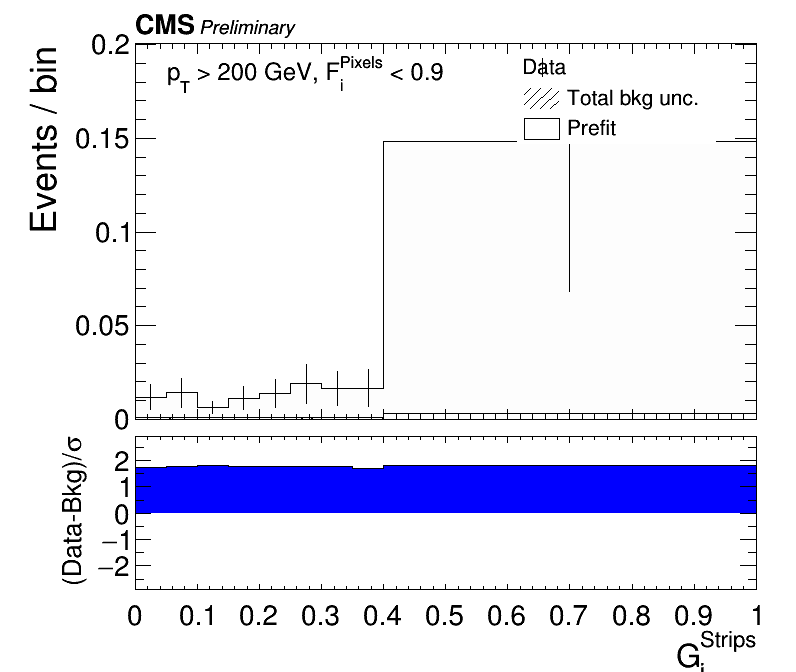 CMS Preliminary
p_T > 200 GeV, F_i^Pixels < 0.9
Data
Total bkg unc.
Prefit
Events / bin
0.2
0.15
0.1
0.05
0
(Data-Bkg)/σ
2
1
0
−1
−2
0 0.1 0.2 0.3 0.4 0.5 0.6 0.7 0.8 0.9 1
G_i^Strips